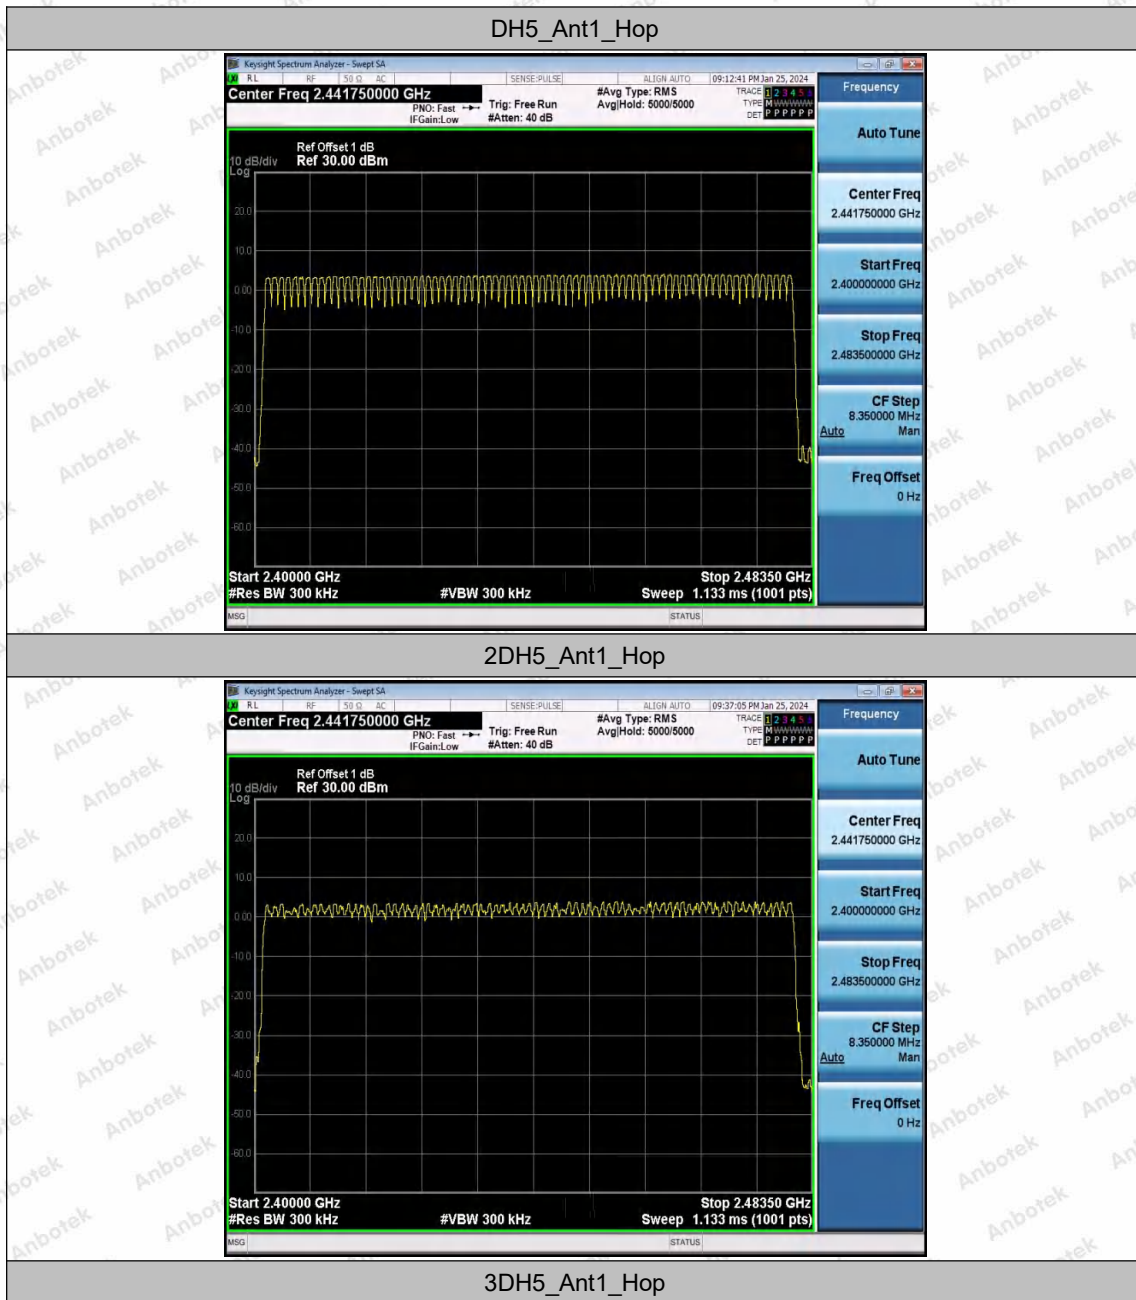 DH5_Ant1_Hop
Keysight Spectrum Analyzer - Swept SA
RL RF 50 Ω AC SENSE:PULSE ALIGN AUTO 09:12:41 PM Jan 25, 2024
Center Freq 2.441750000 GHz
PNO: Fast
IFGain:Low
Trig: Free Run
#Atten: 40 dB
#Avg Type: RMS
Avg|Hold: 5000/5000
TRACE 1 2 3 4 5 6
TYPE M WWWWW
DET P P P P P P
Ref Offset 1 dB
10 dB/div Ref 30.00 dBm
Log
20.0
10.0
0.00
-10.0
-20.0
-30.0
-40.0
-50.0
-60.0
Start 2.40000 GHz Stop 2.48350 GHz
#Res BW 300 kHz #VBW 300 kHz Sweep 1.133 ms (1001 pts)
MSG STATUS
Frequency
Auto Tune
Center Freq
2.441750000 GHz
Start Freq
2.400000000 GHz
Stop Freq
2.483500000 GHz
CF Step
8.350000 MHz
Auto Man
Freq Offset
0 Hz
2DH5_Ant1_Hop
Keysight Spectrum Analyzer - Swept SA
RL RF 50 Ω AC SENSE:PULSE ALIGN AUTO 09:37:05 PM Jan 25, 2024
Center Freq 2.441750000 GHz
PNO: Fast
IFGain:Low
Trig: Free Run
#Atten: 40 dB
#Avg Type: RMS
Avg|Hold: 5000/5000
TRACE 1 2 3 4 5 6
TYPE M WWWWW
DET P P P P P P
Ref Offset 1 dB
10 dB/div Ref 30.00 dBm
Log
20.0
10.0
0.00
-10.0
-20.0
-30.0
-40.0
-50.0
-60.0
Start 2.40000 GHz Stop 2.48350 GHz
#Res BW 300 kHz #VBW 300 kHz Sweep 1.133 ms (1001 pts)
MSG STATUS
Frequency
Auto Tune
Center Freq
2.441750000 GHz
Start Freq
2.400000000 GHz
Stop Freq
2.483500000 GHz
CF Step
8.350000 MHz
Auto Man
Freq Offset
0 Hz
3DH5_Ant1_Hop
Anbotek